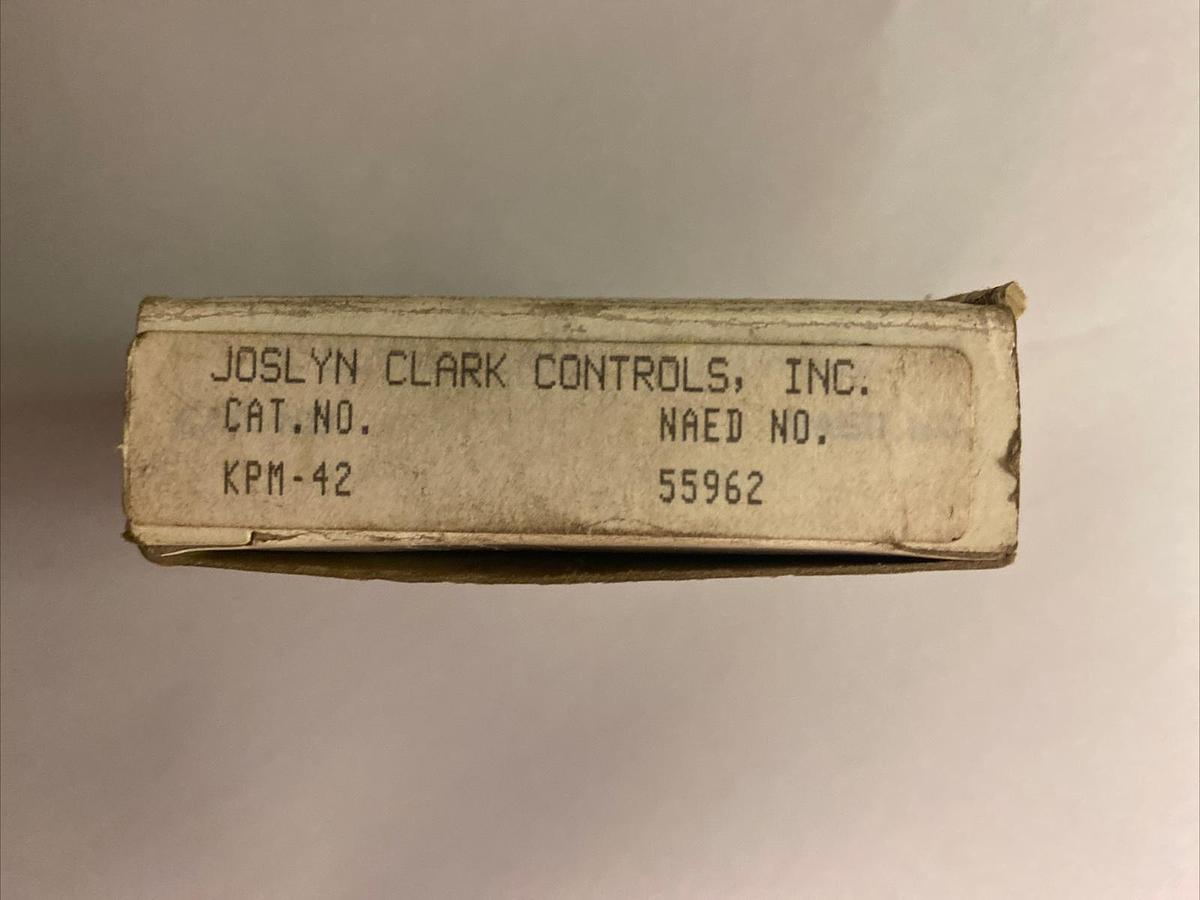 JOSLYN CLARK CONTROLS, INC.
CAT.NO. NAED NO.
KPM-42 55962